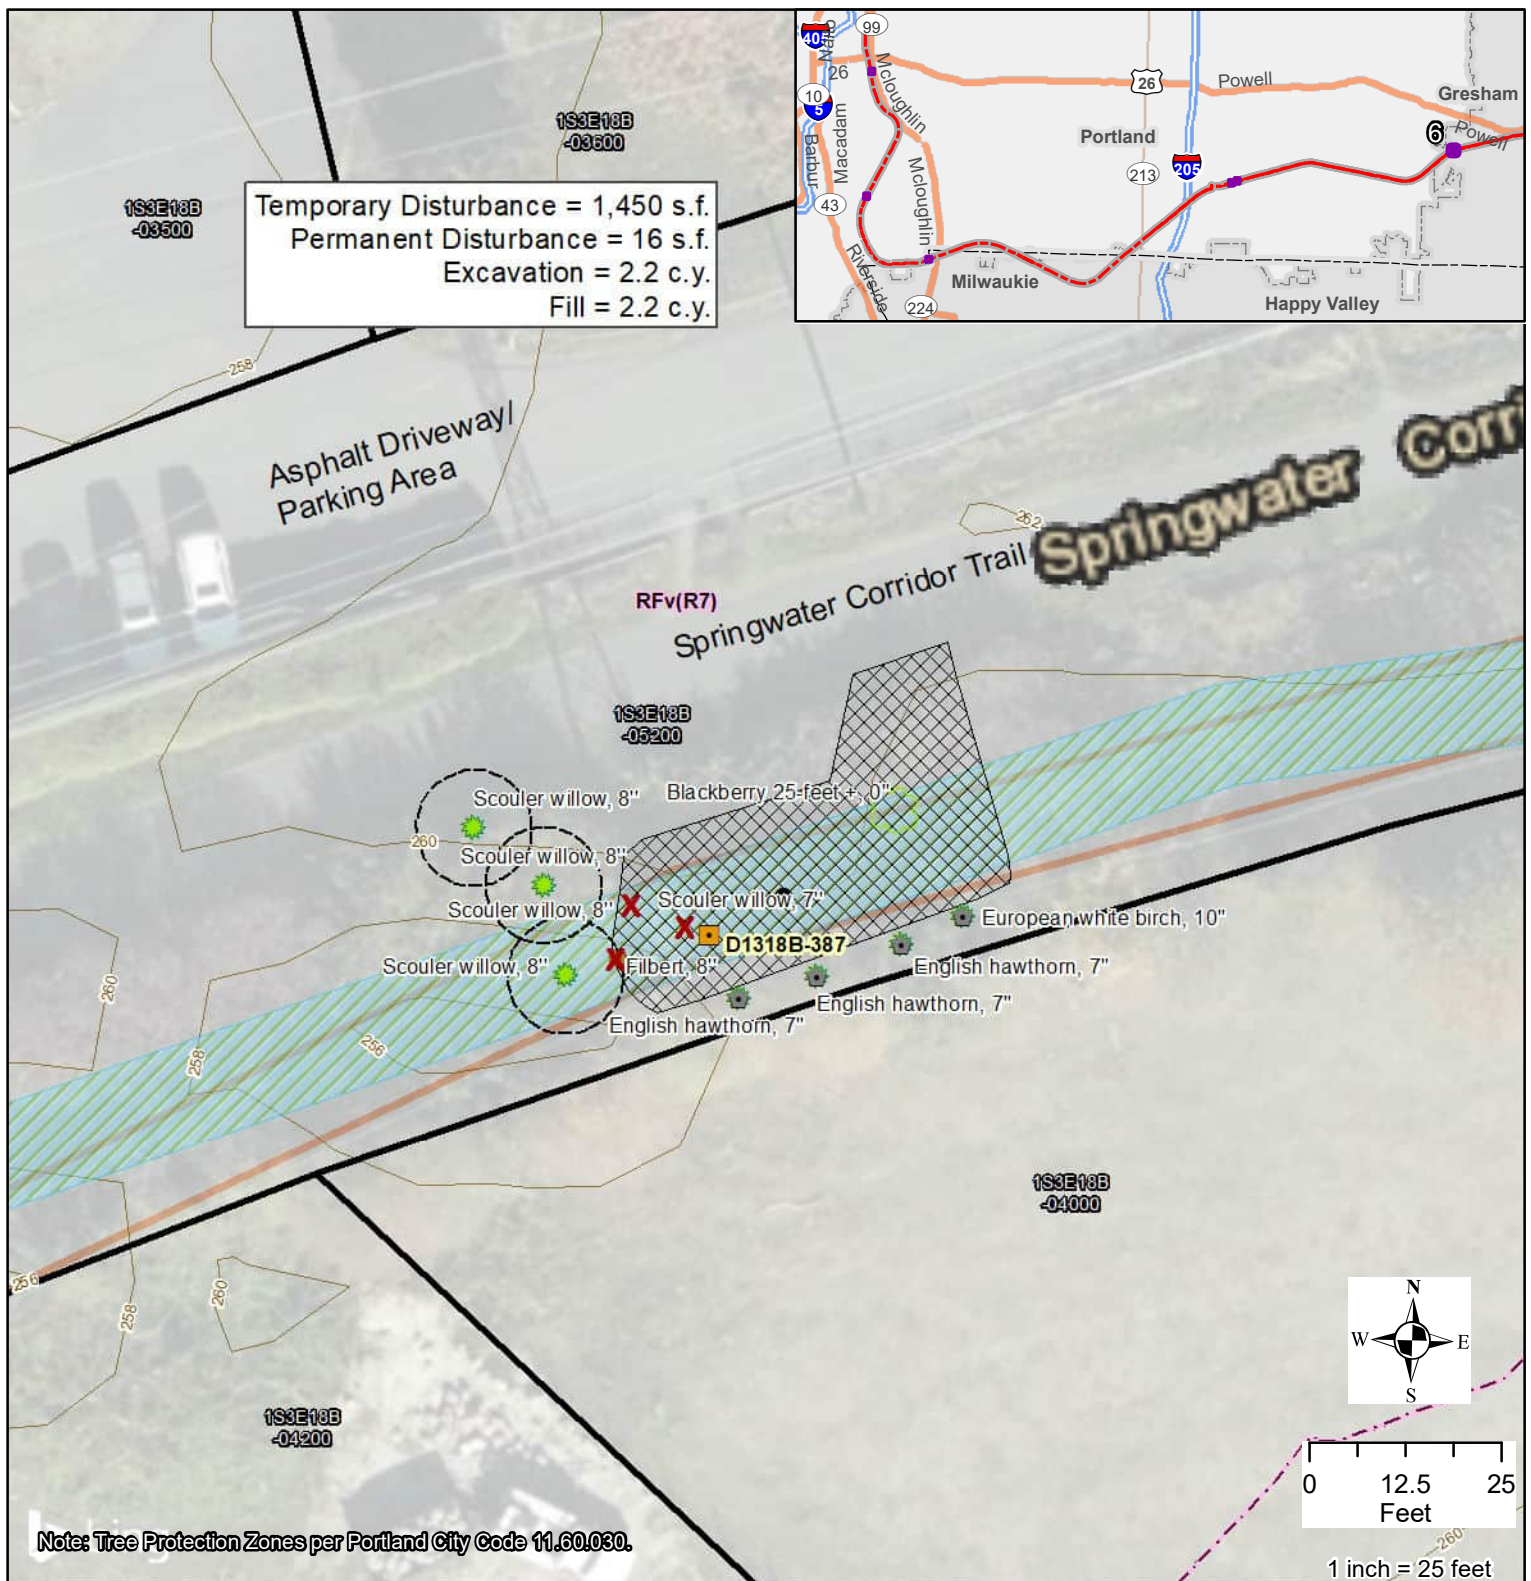 1S3E18B
-03600
1S3E18B
-03500
Temporary Disturbance = 1,450 s.f.
Permanent Disturbance = 16 s.f.
Excavation = 2.2 c.y.
Fill = 2.2 c.y.
405
Naito
99
26
Mcloughlin
10
5
Macadam
Barbur
43
Mcloughlin
Riverside
224
Milwaukie
Portland
26
Powell
213
205
Gresham
6
Powell
Happy Valley
258
Asphalt Driveway/
Parking Area
Springwater Corri
262
Springwater Corridor Trail
RFv(R7)
1S3E18B
-05200
Blackberry 25-feet +, 0"
Scouler willow, 8"
260
Scouler willow, 8"
Scouler willow, 8"
Scouler willow, 7"
D1318B-387
European white birch, 10"
Scouler willow, 8"
Filbert, 8"
English hawthorn, 7"
English hawthorn, 7"
English hawthorn, 7"
260
258
256
1S3E18B
-04000
256
258
260
1S3E18B
-04200
N
W E
S
0 12.5 25
Feet
260
1 inch = 25 feet
Note: Tree Protection Zones per Portland City Code 11.60.030.